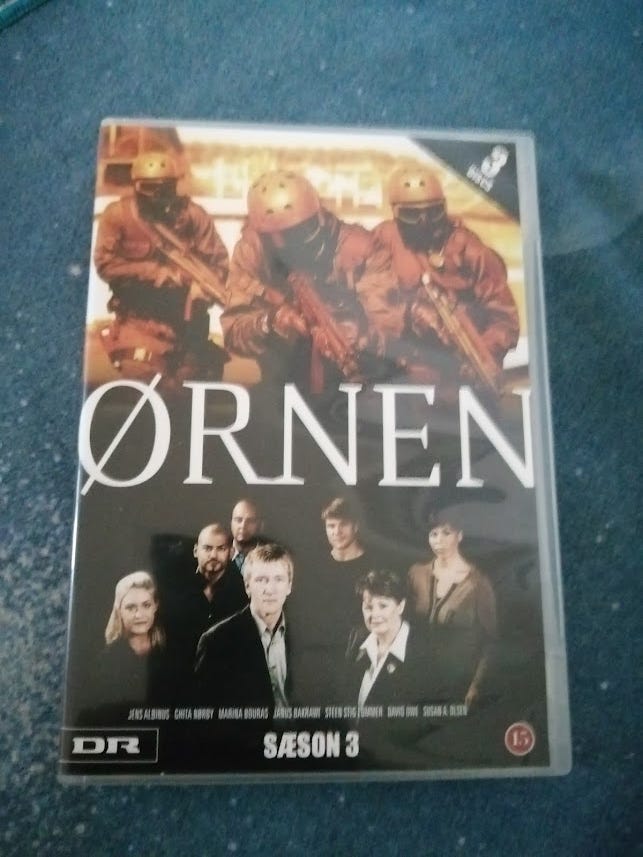 3
DISCS
ØRNEN
JENS ALBINUS GHITA NØRBY MARINA BOURAS JANUS BAKRAWI STEEN STIG LOMMER DAVID OWE SUSAN A. OLSEN
DR
SÆSON 3
15